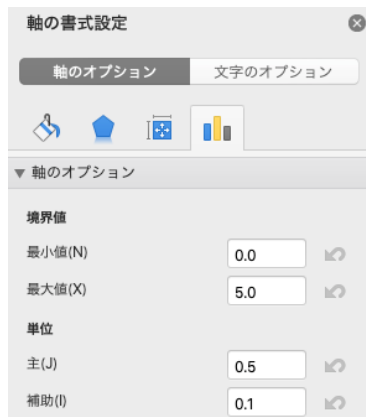 軸の書式設定
軸のオプション 文字のオプション
▼ 軸のオプション
境界値
最小値(N) 0.0
最大値(X) 5.0
単位
主(J) 0.5
補助(I) 0.1